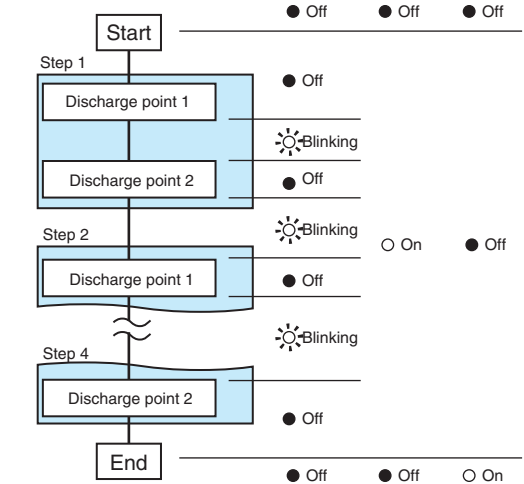 Off Off Off
Start
Step 1
Off
Discharge point 1
Blinking
Discharge point 2
Off
Blinking
Step 2
On Off
Discharge point 1
Off
Blinking
Step 4
Discharge point 2
Off
End
Off Off On